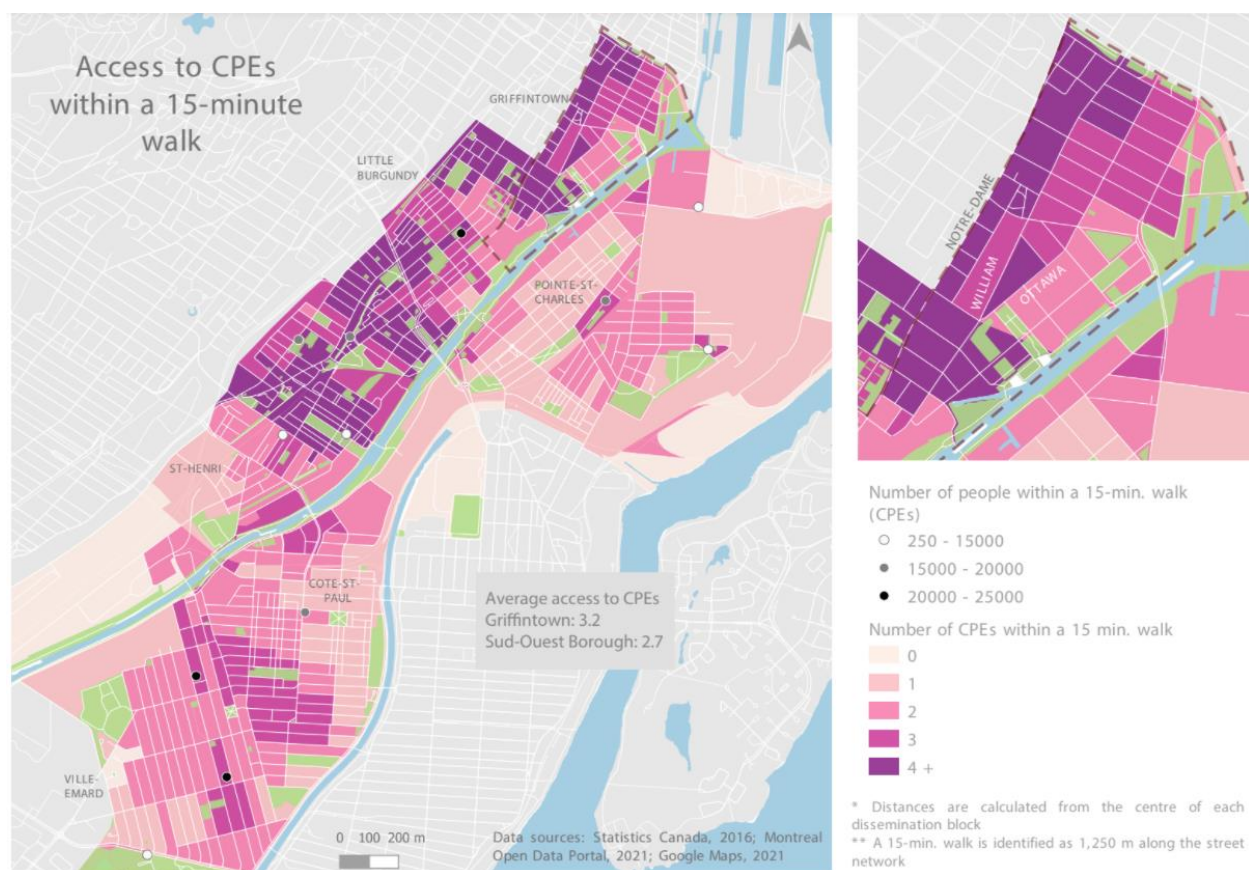 Access to CPEs
within a 15-minute
walk
GRIFFINTOWN
LITTLE
BURGUNDY
POINTE-ST-
CHARLES
ST-HENRI
COTE-ST-
PAUL
VILLE-
EMARD
Average access to CPEs
Griffintown: 3.2
Sud-Ouest Borough: 2.7
0 100 200 m
Data sources: Statistics Canada, 2016; Montreal
Open Data Portal, 2021; Google Maps, 2021
NOTRE-DAME
WILLIAM
OTTAWA
Number of people within a 15-min. walk
(CPEs)
250 - 15000
15000 - 20000
20000 - 25000
Number of CPEs within a 15 min. walk
0
1
2
3
4 +
* Distances are calculated from the centre of each
dissemination block
** A 15-min. walk is identified as 1,250 m along the street
network